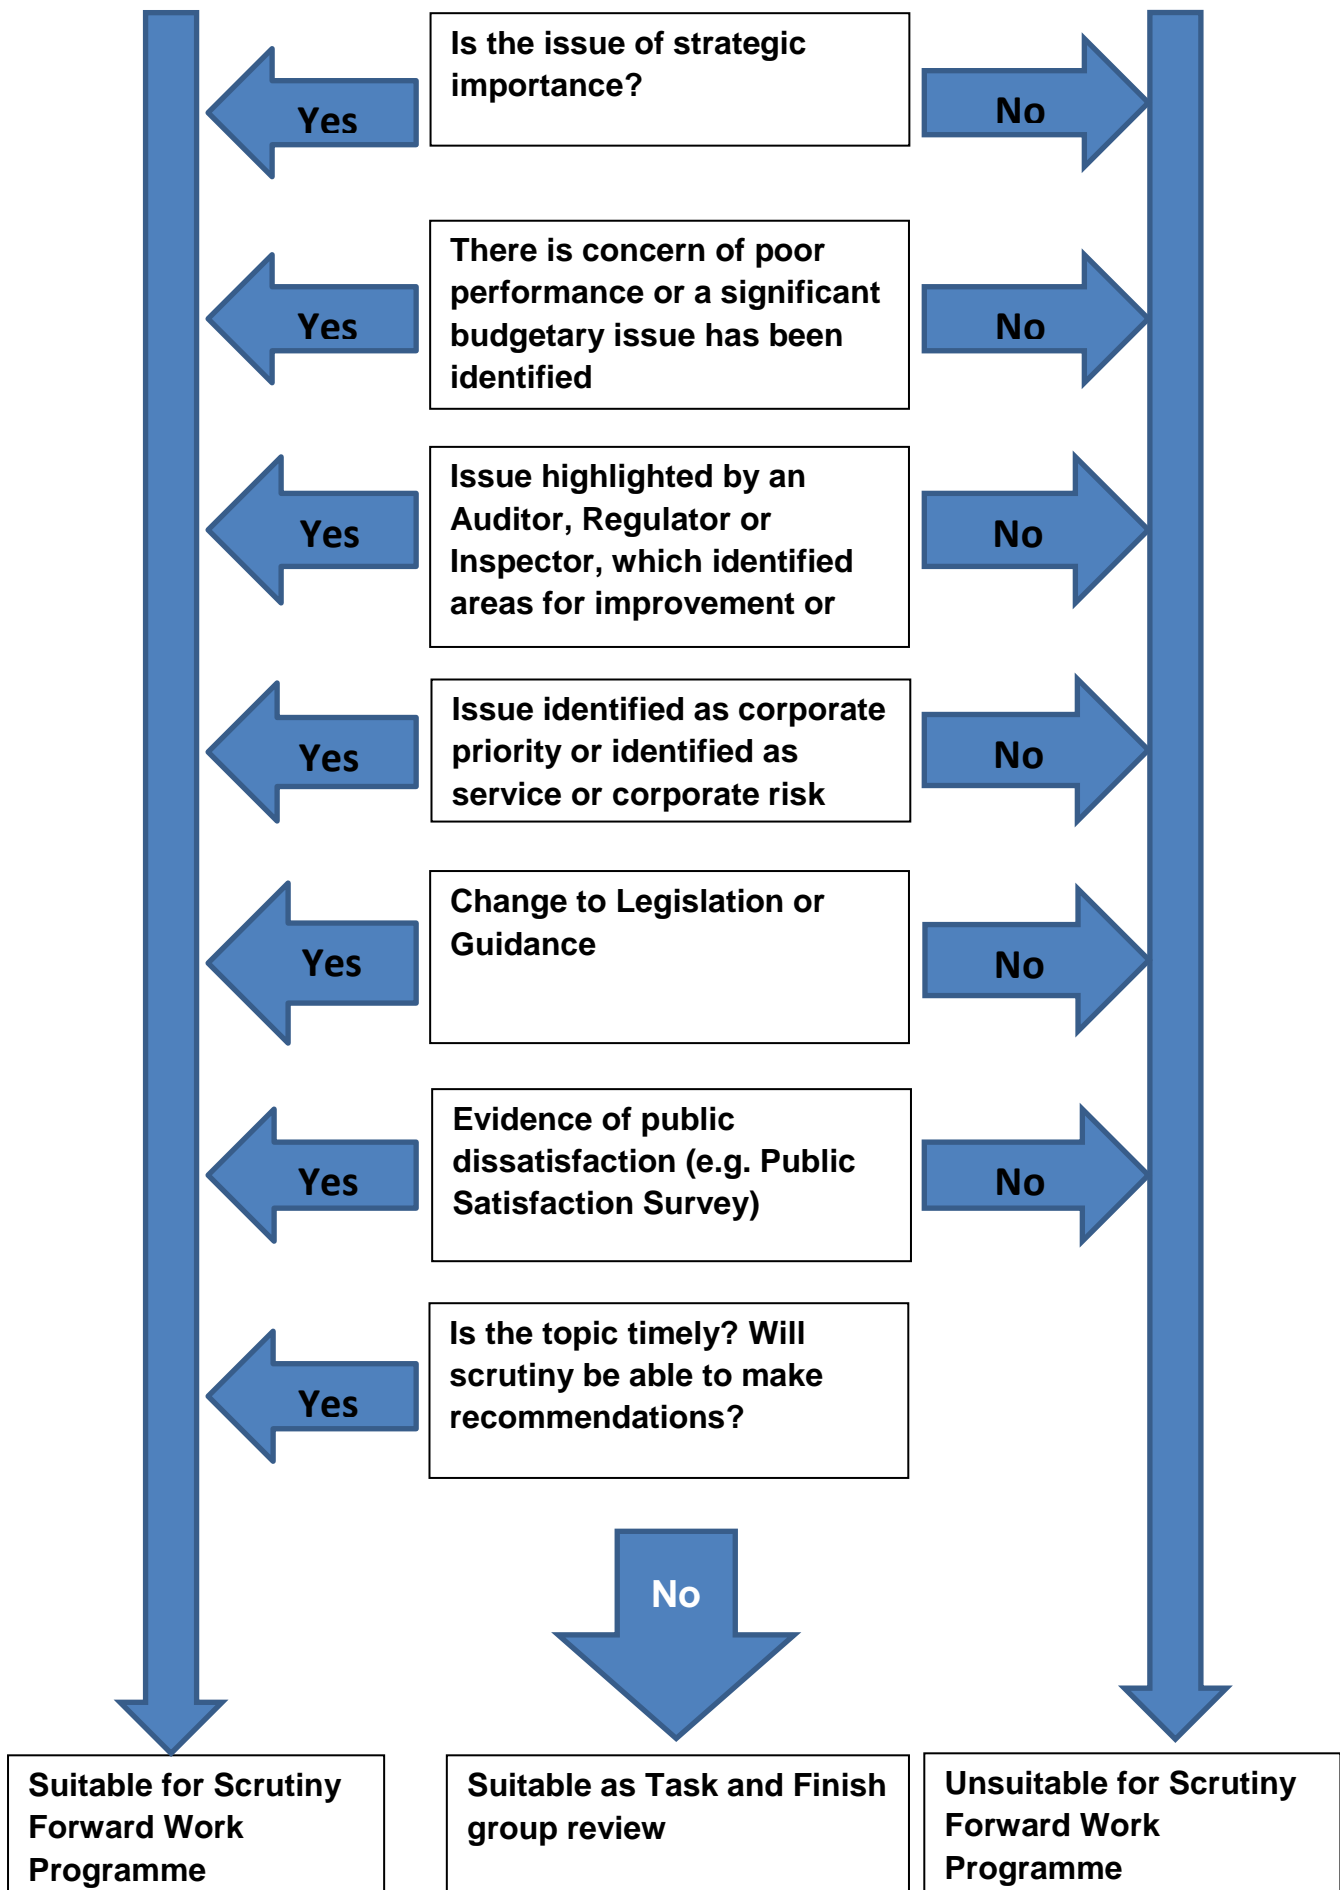 Is the issue of strategic
importance?
Yes
No
There is concern of poor
performance or a significant
budgetary issue has been
identified
Yes
No
Issue highlighted by an
Auditor, Regulator or
Inspector, which identified
areas for improvement or
Yes
No
Issue identified as corporate
priority or identified as
service or corporate risk
Yes
No
Change to Legislation or
Guidance
Yes
No
Evidence of public
dissatisfaction (e.g. Public
Satisfaction Survey)
Yes
No
Is the topic timely? Will
scrutiny be able to make
recommendations?
Yes
No
Suitable for Scrutiny
Forward Work
Programme
Suitable as Task and Finish
group review
Unsuitable for Scrutiny
Forward Work
Programme